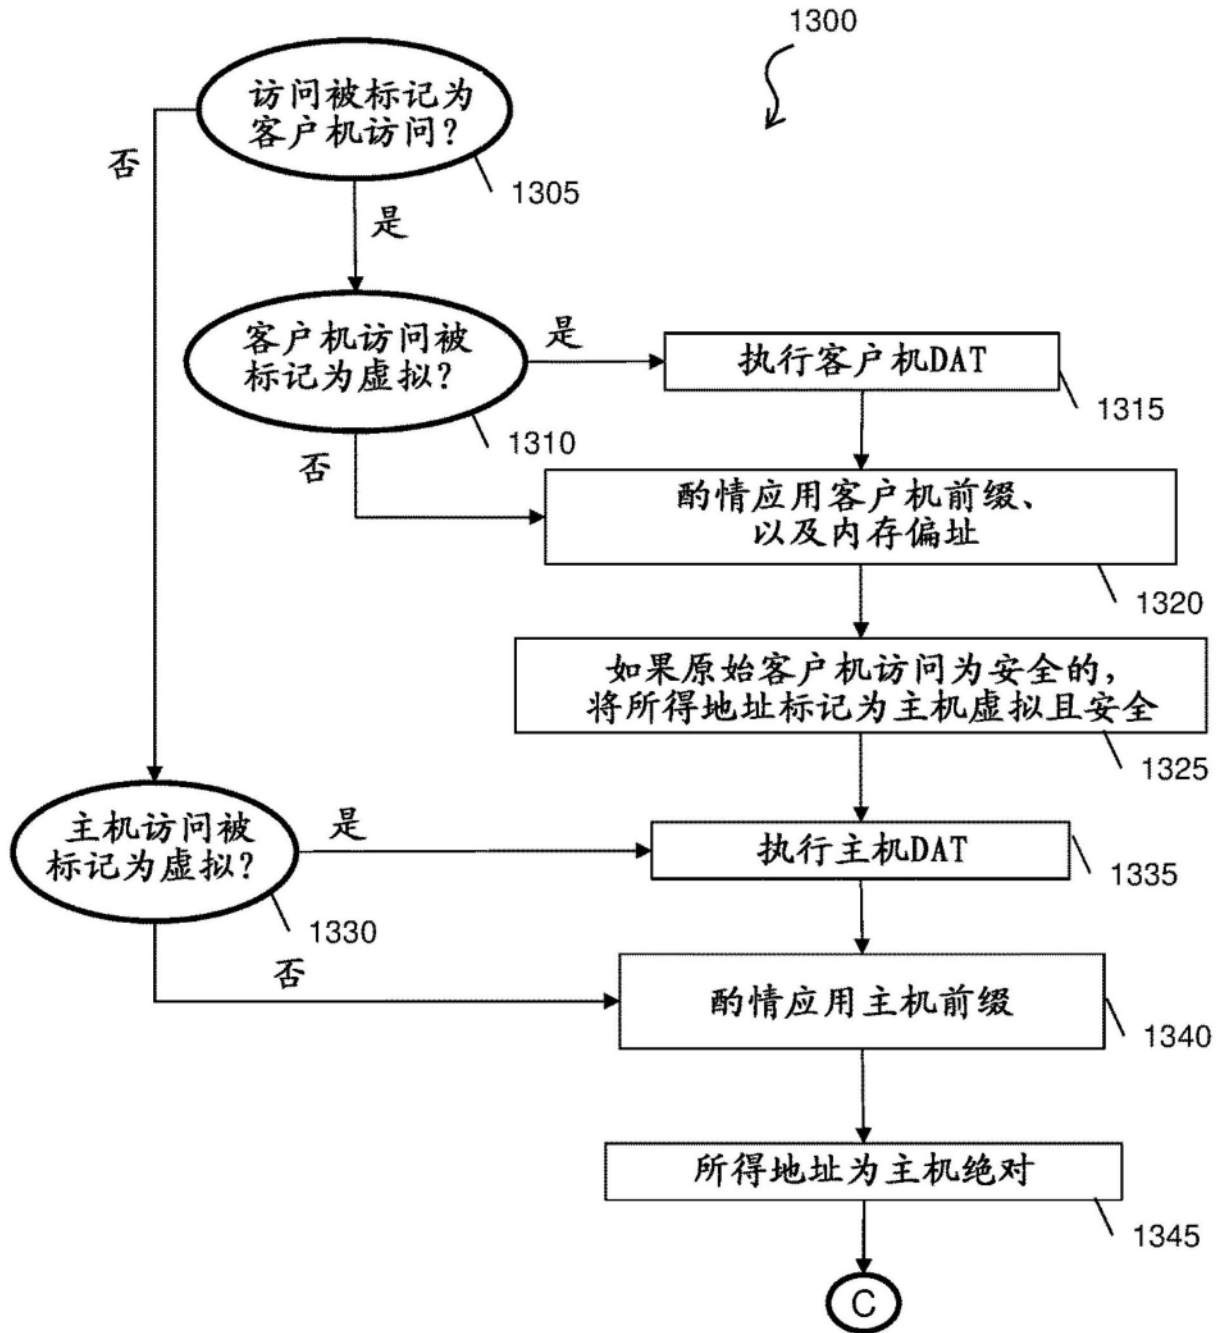 1300
访问被标记为
客户机访问?
1305
否
是
客户机访问被
标记为虚拟?
1310
是
执行客户机DAT
1315
否
酌情应用客户机前缀、
以及内存偏址
1320
如果原始客户机访问为安全的,
将所得地址标记为主机虚拟且安全
1325
主机访问被
标记为虚拟?
1330
是
执行主机DAT
1335
否
酌情应用主机前缀
1340
所得地址为主机绝对
1345
C